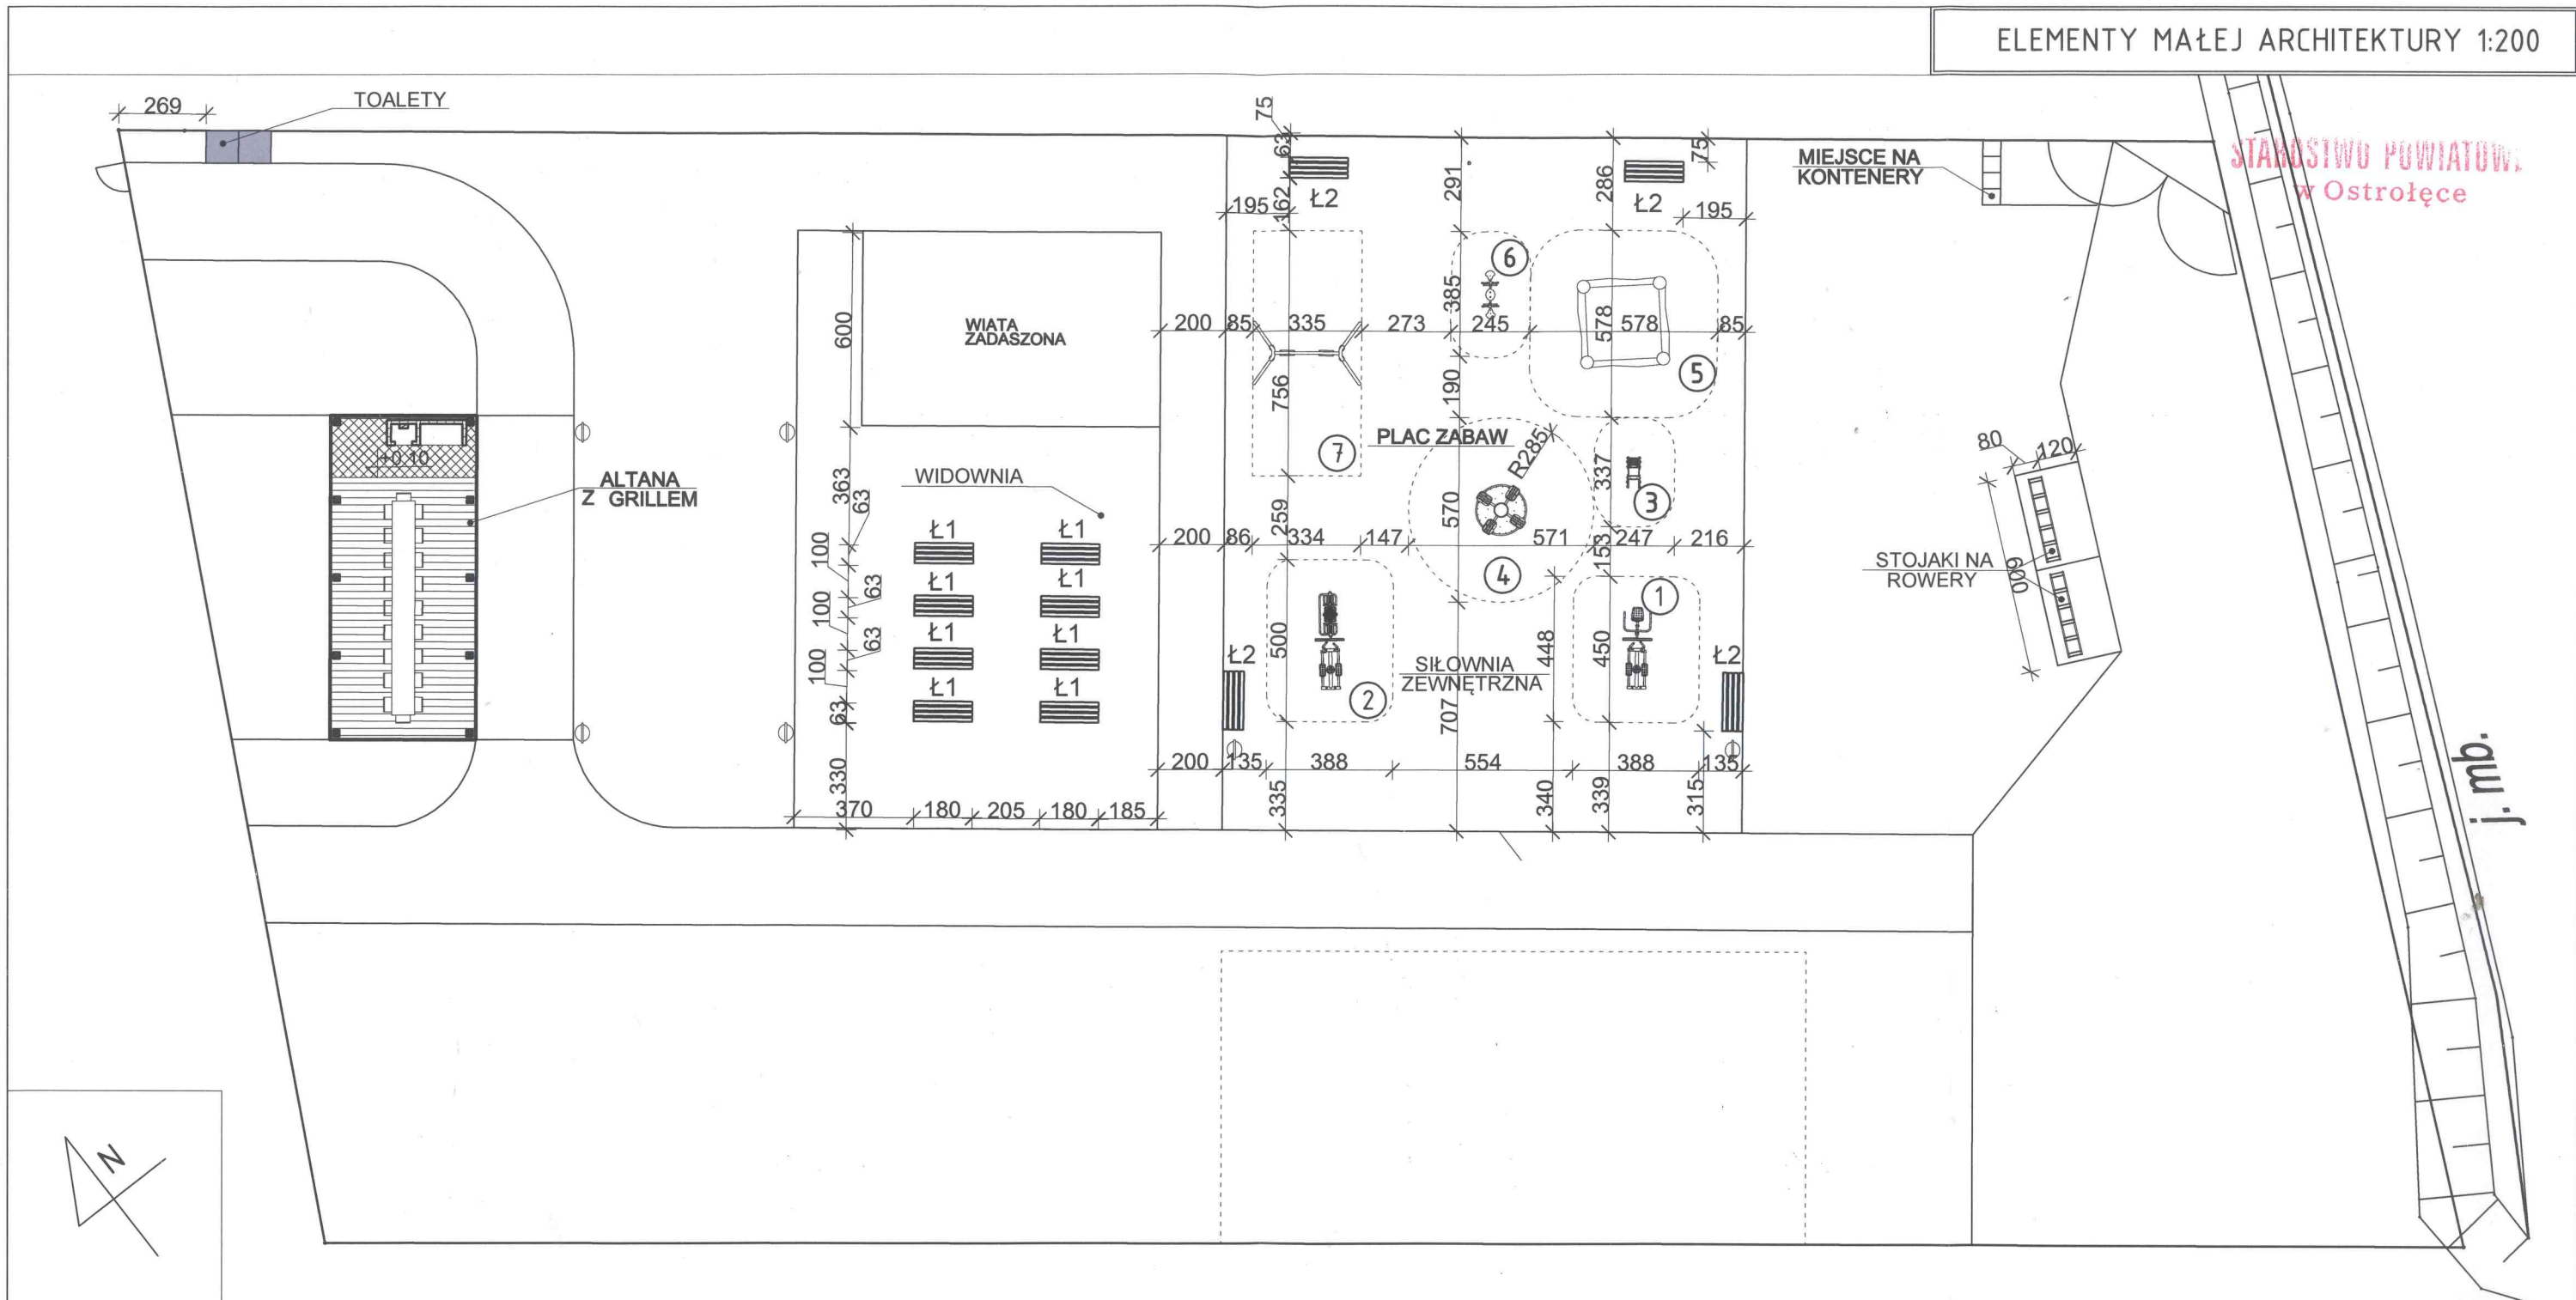 ELEMENTY MAŁEJ ARCHITEKTURY 1:200
269
TOALETY
STAROSTWO POWIATOWE
w Ostrołęce
MIEJSCE NA
KONTENERY
75
63
162
Ł2
195
291
286
75
Ł2
195
600
WIATA
ZADASZONA
200
85
335
273
385
245
578
578
85
6
5
756
190
7
PLAC ZABAW
R285
337
3
80
120
+0.10
ALTANA
Z GRILLEM
363
63
WIDOWNIA
Ł1
Ł1
100
63
Ł1
Ł1
100
63
Ł1
Ł1
100
63
Ł1
Ł1
330
259
570
200
86
334
147
571
153
247
216
4
1
STOJAKI NA
ROWERY
600
500
448
450
Ł2
Ł2
SIŁOWNIA
ZEWNĘTRZNA
2
707
200
135
388
554
388
135
335
340
339
315
370
180
205
180
185
j. mb.
N